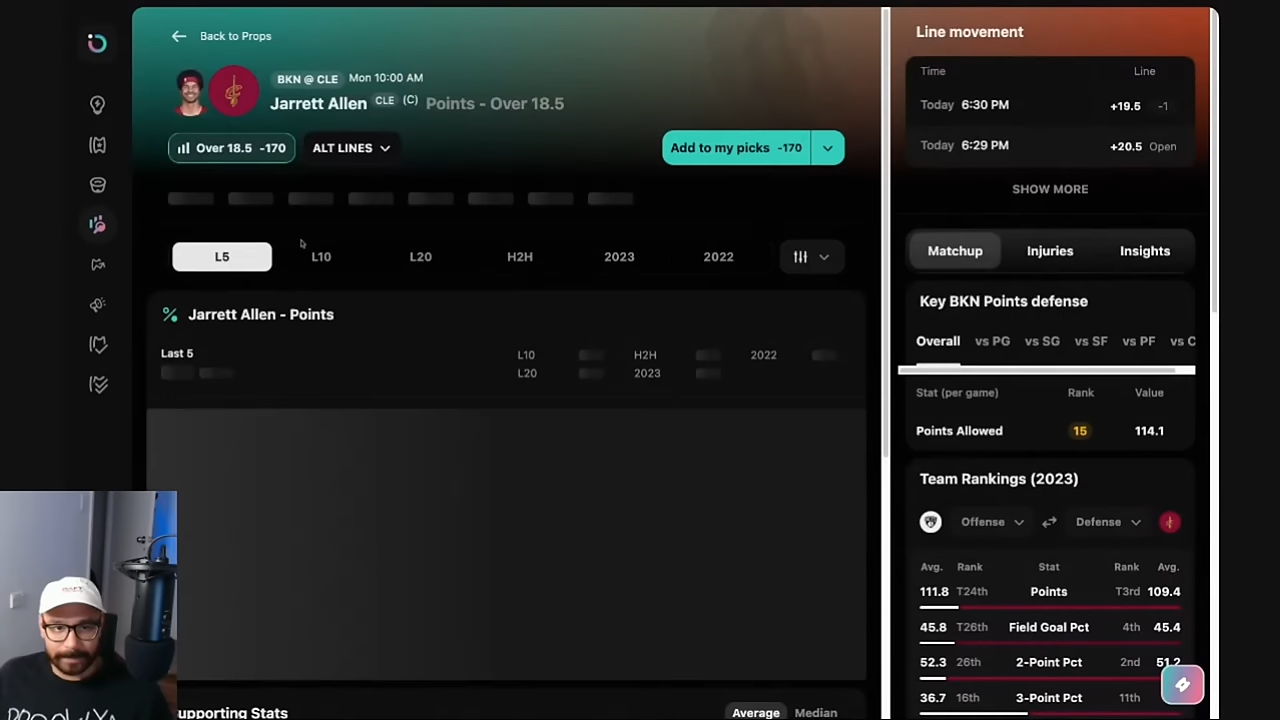 Back to Props
BKN @ CLE Mon 10:00 AM
Jarrett Allen CLE (C) Points - Over 18.5
Over 18.5 -170 ALT LINES
Add to my picks -170
L5 L10 L20 H2H 2023 2022
Jarrett Allen - Points
Last 5
L10 H2H 2022
L20 2023
upporting Stats
Average Median
Line movement
Time Line
Today 6:30 PM +19.5 -1
Today 6:29 PM +20.5 Open
SHOW MORE
Matchup Injuries Insights
Key BKN Points defense
Overall vs PG vs SG vs SF vs PF vs C
Stat (per game) Rank Value
Points Allowed 15 114.1
Team Rankings (2023)
Offense Defense
Avg. Rank Stat Rank Avg.
111.8 T24th Points T3rd 109.4
45.8 T26th Field Goal Pct 4th 45.4
52.3 26th 2-Point Pct 2nd 51.2
36.7 16th 3-Point Pct 11th